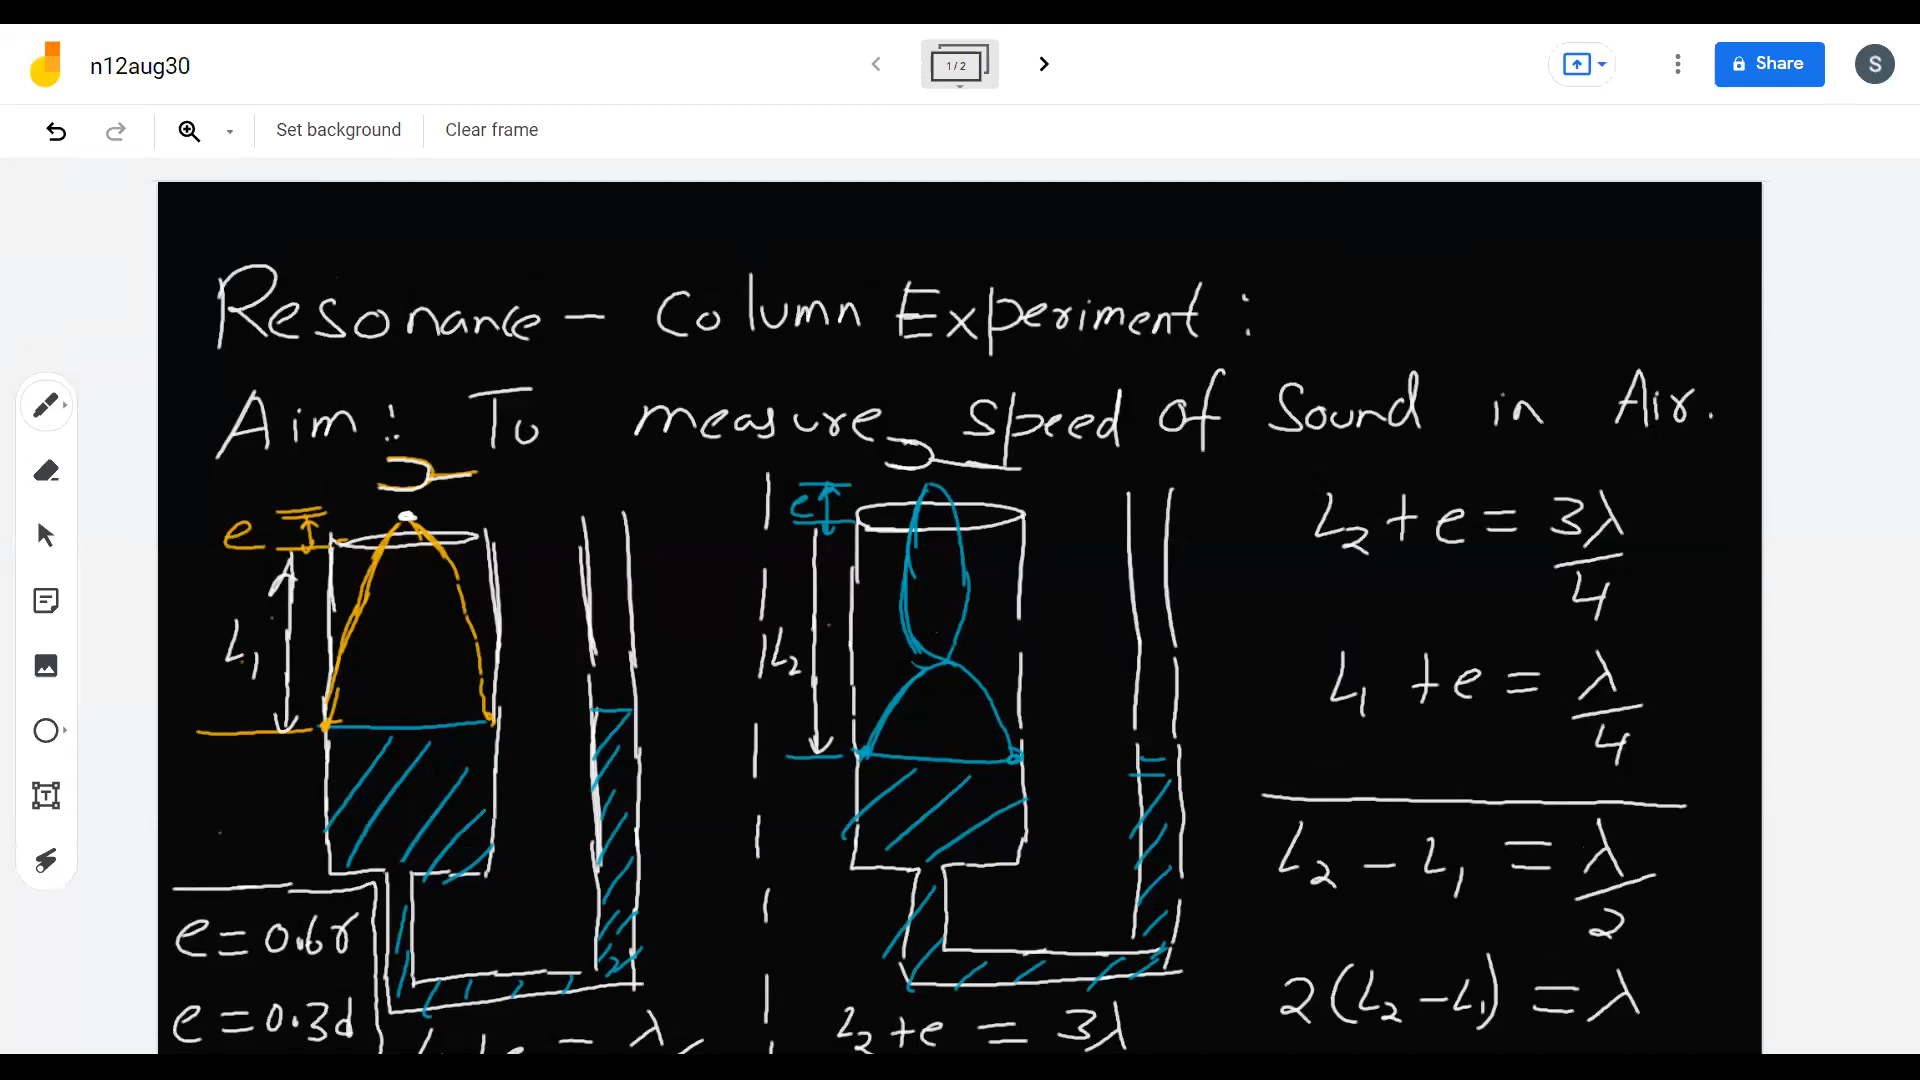 n12aug30
1 / 2
Share
S
Set background
Clear frame
Resonance - Column Experiment :
Aim : To measure speed of Sound in Air.
e
L1
e
L2
L2 + e = 3λ/4
L1 + e = λ/4
L2 - L1 = λ/2
2(L2 - L1) = λ
e = 0.6r
e = 0.3d
L2 + e = 3λ